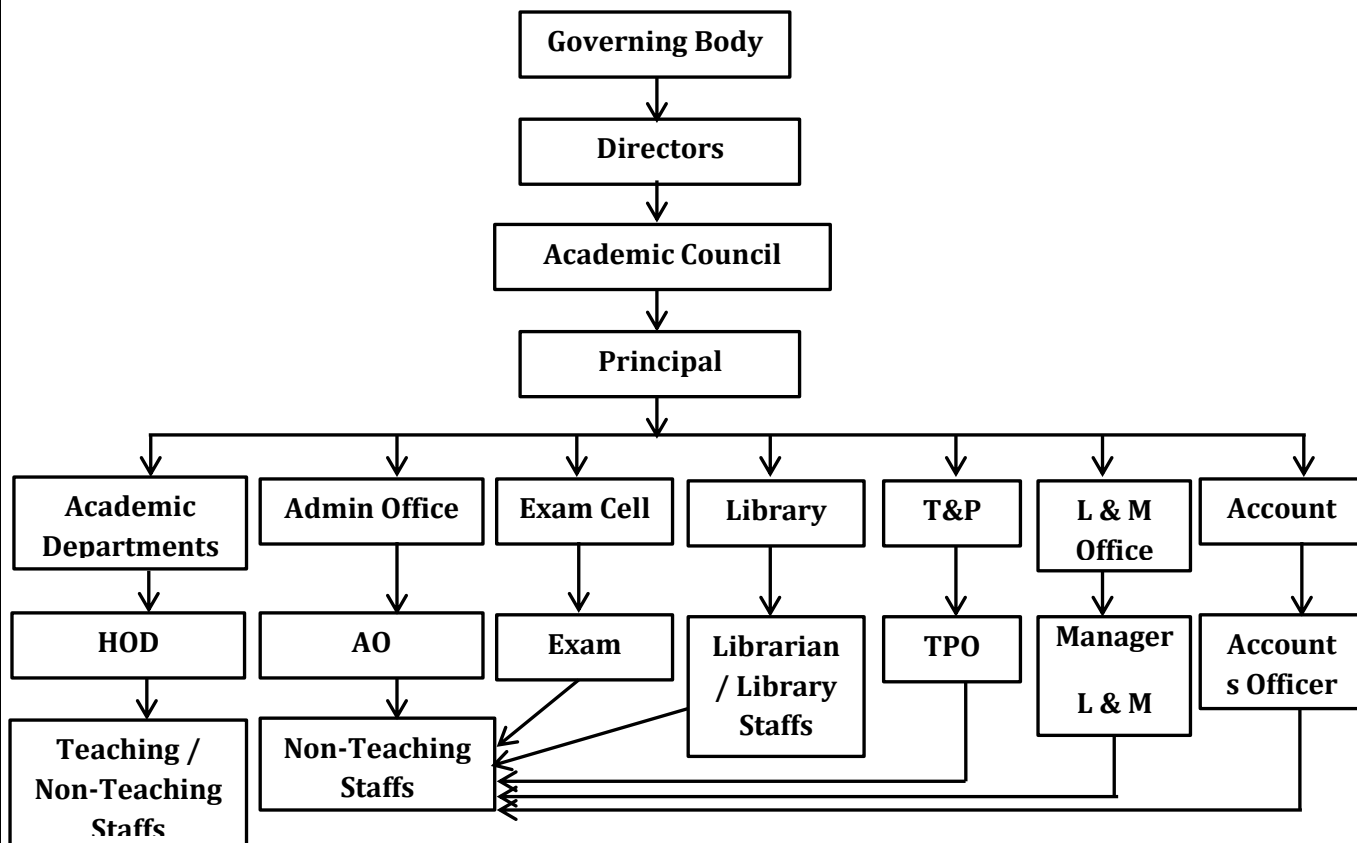 Governing Body
Directors
Academic Council
Principal
Academic
Departments
Admin Office
Exam Cell
Library
T&P
L & M
Office
Account
HOD
AO
Exam
Librarian
/ Library
Staffs
TPO
Manager
L & M
Account
s Officer
Teaching /
Non-Teaching
Staffs
Non-Teaching
Staffs